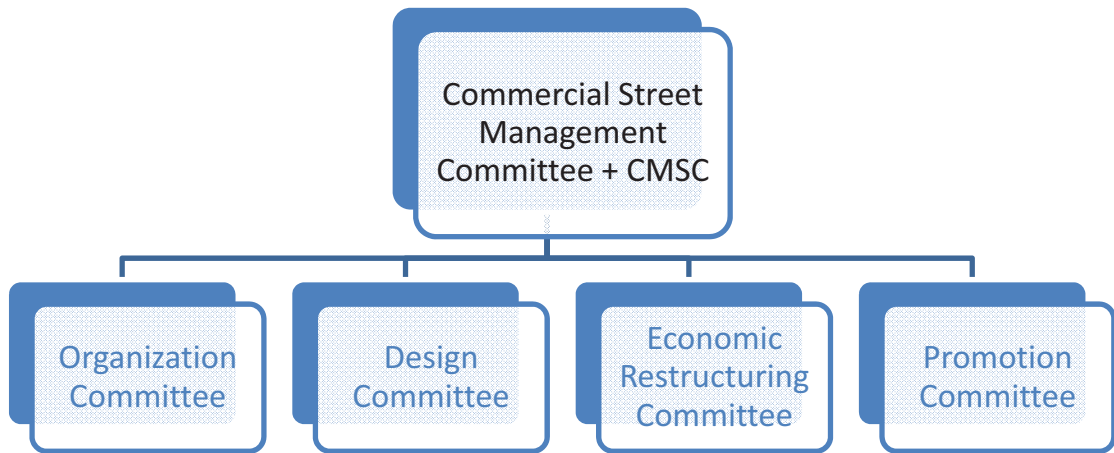 Commercial Street
Management
Committee + CMSC
Organization
Committee
Design
Committee
Economic
Restructuring
Committee
Promotion
Committee